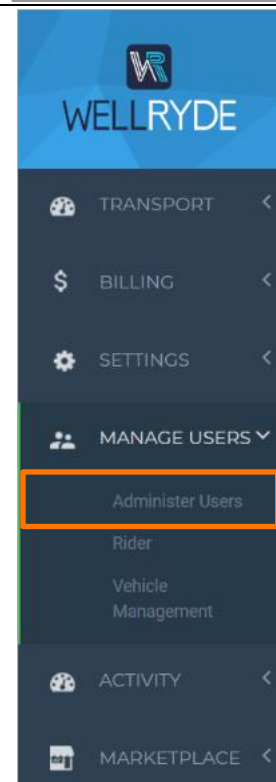 WELLRYDE
TRANSPORT
BILLING
SETTINGS
MANAGE USERS
Administer Users
Rider
Vehicle
Management
ACTIVITY
MARKETPLACE